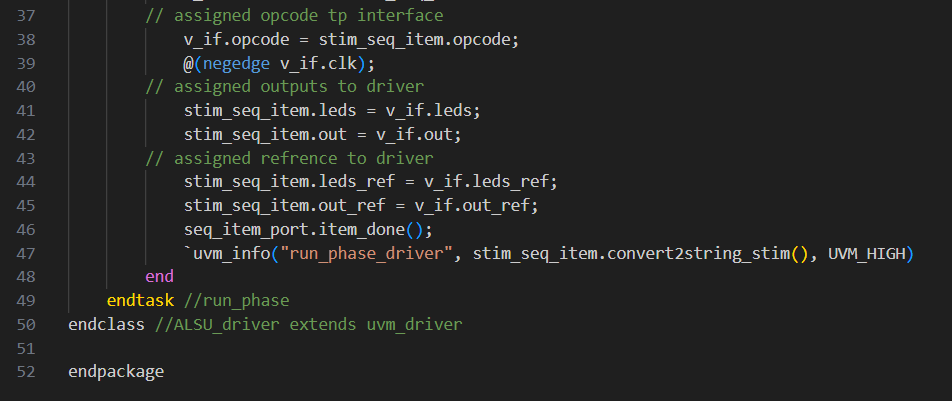 37 // assigned opcode tp interface
38 v_if.opcode = stim_seq_item.opcode;
39 @(negedge v_if.clk);
40 // assigned outputs to driver
41 stim_seq_item.leds = v_if.leds;
42 stim_seq_item.out = v_if.out;
43 // assigned refrence to driver
44 stim_seq_item.leds_ref = v_if.leds_ref;
45 stim_seq_item.out_ref = v_if.out_ref;
46 seq_item_port.item_done();
47 `uvm_info("run_phase_driver", stim_seq_item.convert2string_stim(), UVM_HIGH)
48 end
49 endtask //run_phase
50 endclass //ALSU_driver extends uvm_driver
51
52 endpackage